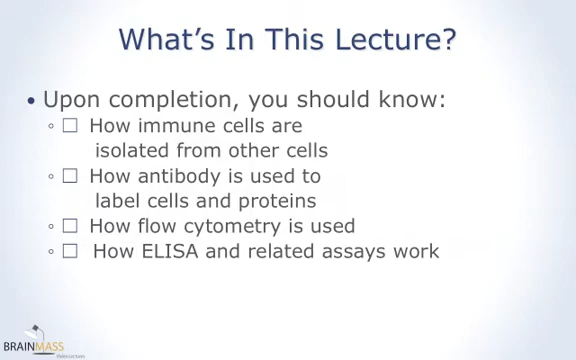 What's In This Lecture?
• Upon completion, you should know:
◦ ☐ How immune cells are
isolated from other cells
◦ ☐ How antibody is used to
label cells and proteins
◦ ☐ How flow cytometry is used
◦ ☐ How ELISA and related assays work
BRAINMASS
Video Lectures